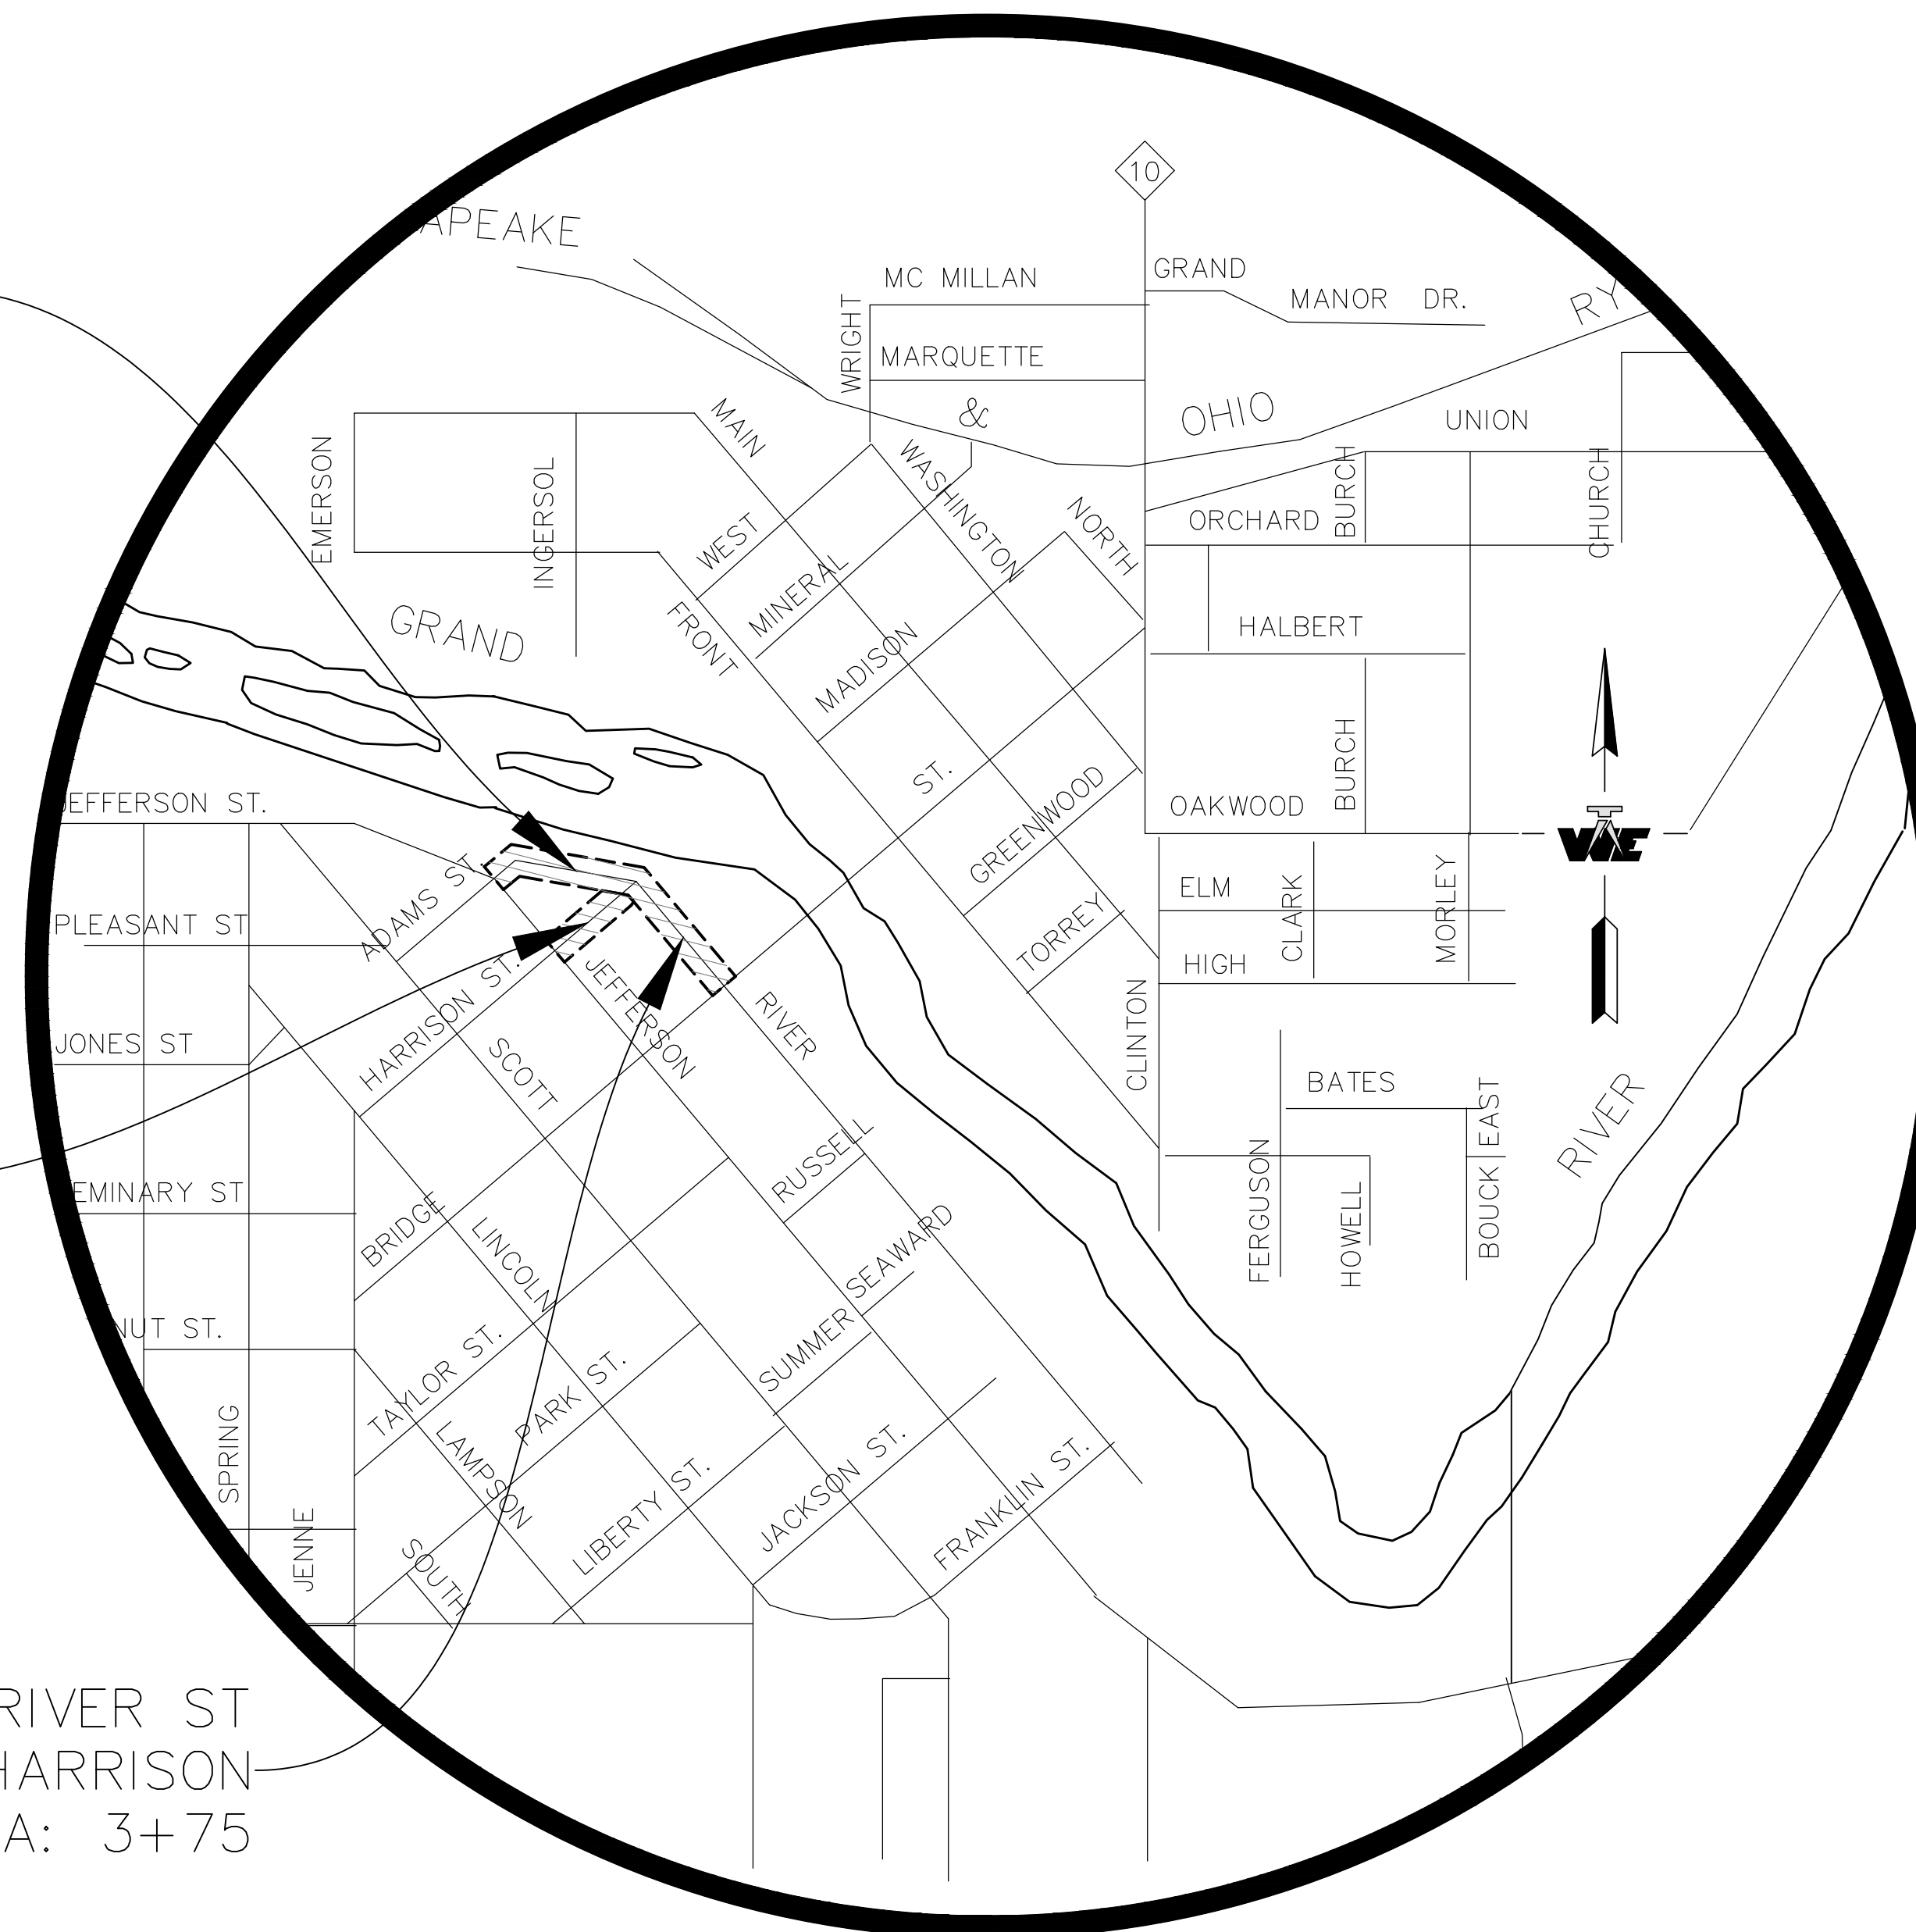 10
APEAKE
GRAND
MC MILLAN
MANOR DR.
RY
WRIGHT
MARQUETTE
&
OHIO
UNION
MAIN
EMERSON
INGERSOL
WASHINGTON
BURCH
CHURCH
WEST
NORTH
ORCHARD
MINERAL
GRAND
FRONT
MADISON
HALBERT
ST.
BURCH
JEFFERSON ST.
GREENWOOD
OAKWOOD
WE
ADAMS ST.
ELM
CLARK
MORLEY
PLEASANT ST
TORREY
HIGH
HARRISON ST.
JEFFERSON
RIVER
CLINTON
JONES ST
SCOTT
BATES
EAST
RIVER
BOUCK
RUSSELL
FERGUSON
HOWELL
EMINARY ST
BRIDGE
LINCOLN
SEAWARD
SUMMER
NUT ST.
TAYLOR ST.
PARK ST.
SPRING
LAMPSON
LIBERTY ST.
JACKSON ST.
FRANKLIN ST.
JENNE
SOUTH
RIVER ST
HARRISON
A: 3+75